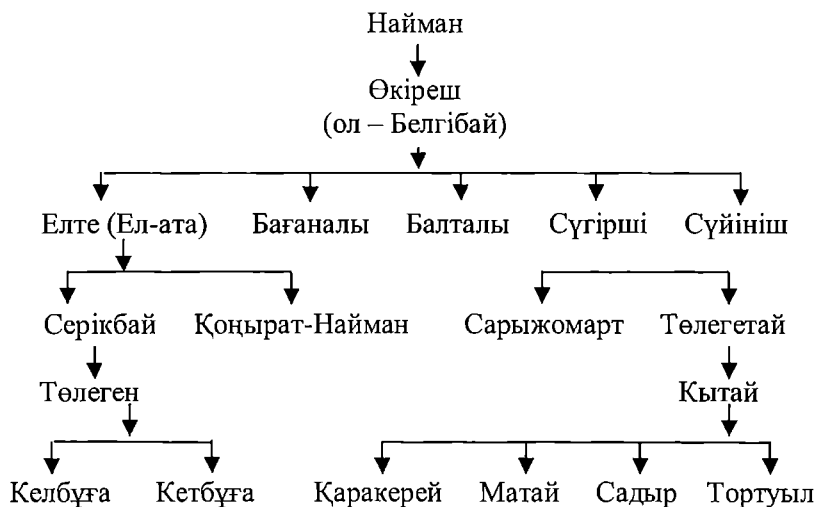 Найман
Өкіреш
(ол – Белгібай)
Елте (Ел-ата) Бағаналы Балталы Сүгірші Сүйініш
Серікбай Қоңырат-Найман Сарыжомарт Төлегетай
Төлеген Кытай
Келбұға Кетбұға Қаракерей Матай Садыр Тортуыл